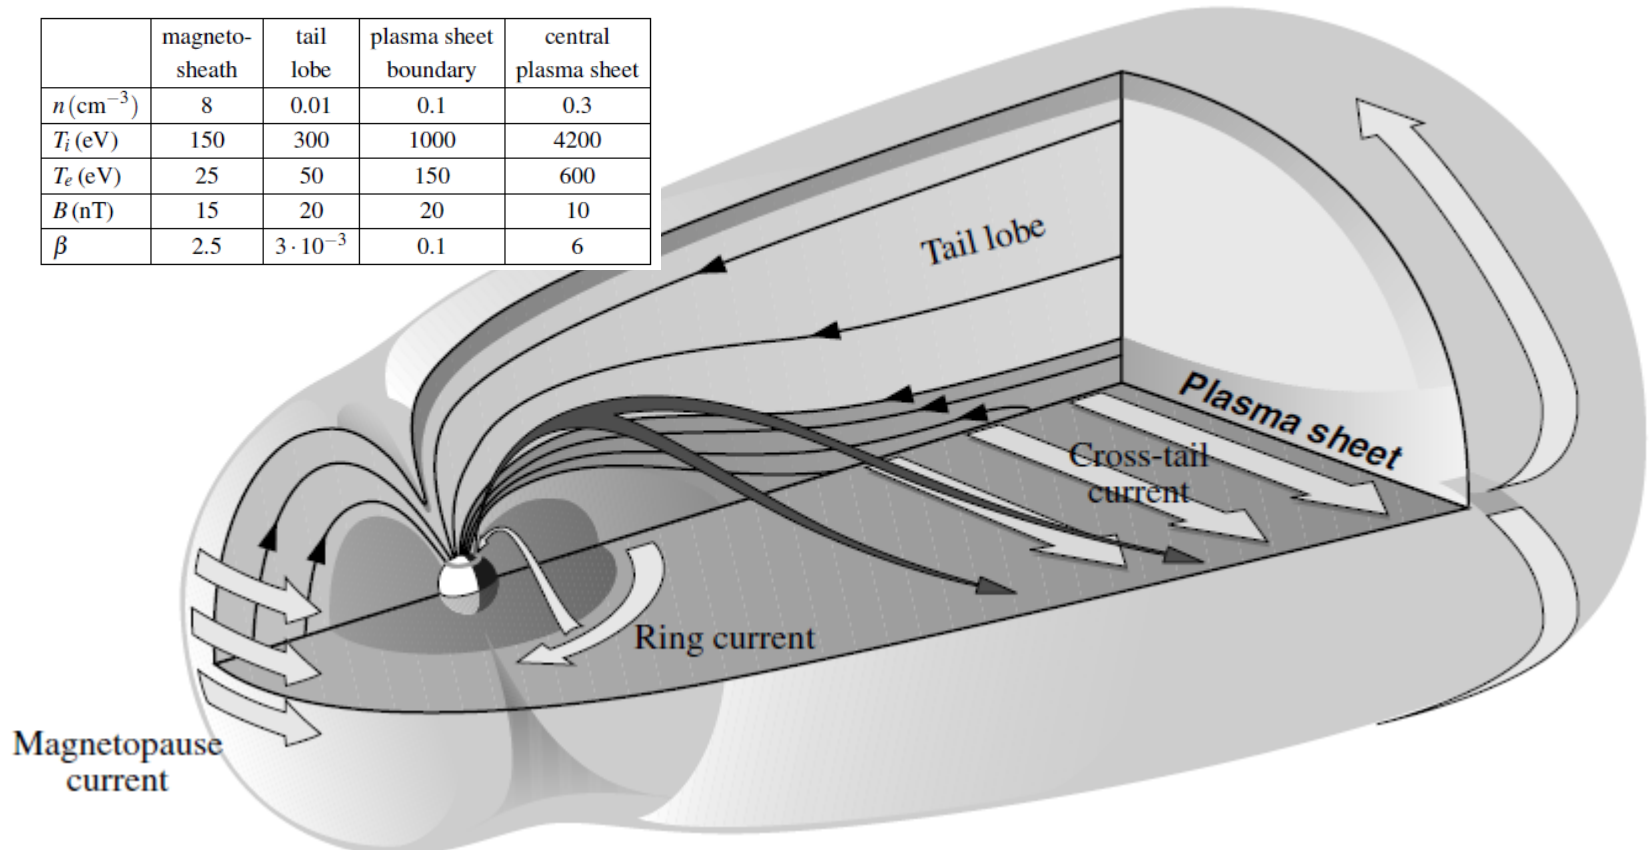 magneto- tail plasma sheet central
sheath lobe boundary plasma sheet
n (cm⁻³) 8 0.01 0.1 0.3
Tᵢ (eV) 150 300 1000 4200
Tₑ (eV) 25 50 150 600
B (nT) 15 20 20 10
β 2.5 3·10⁻³ 0.1 6
Tail lobe
Plasma sheet
Cross-tail
current
Ring current
Magnetopause
current